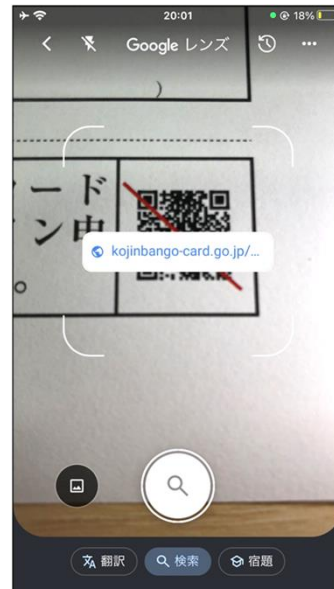 20:01
18%
Google レンズ
)
ード
ン申
。
kojinbango-card.go.jp/...
翻訳
検索
宿題